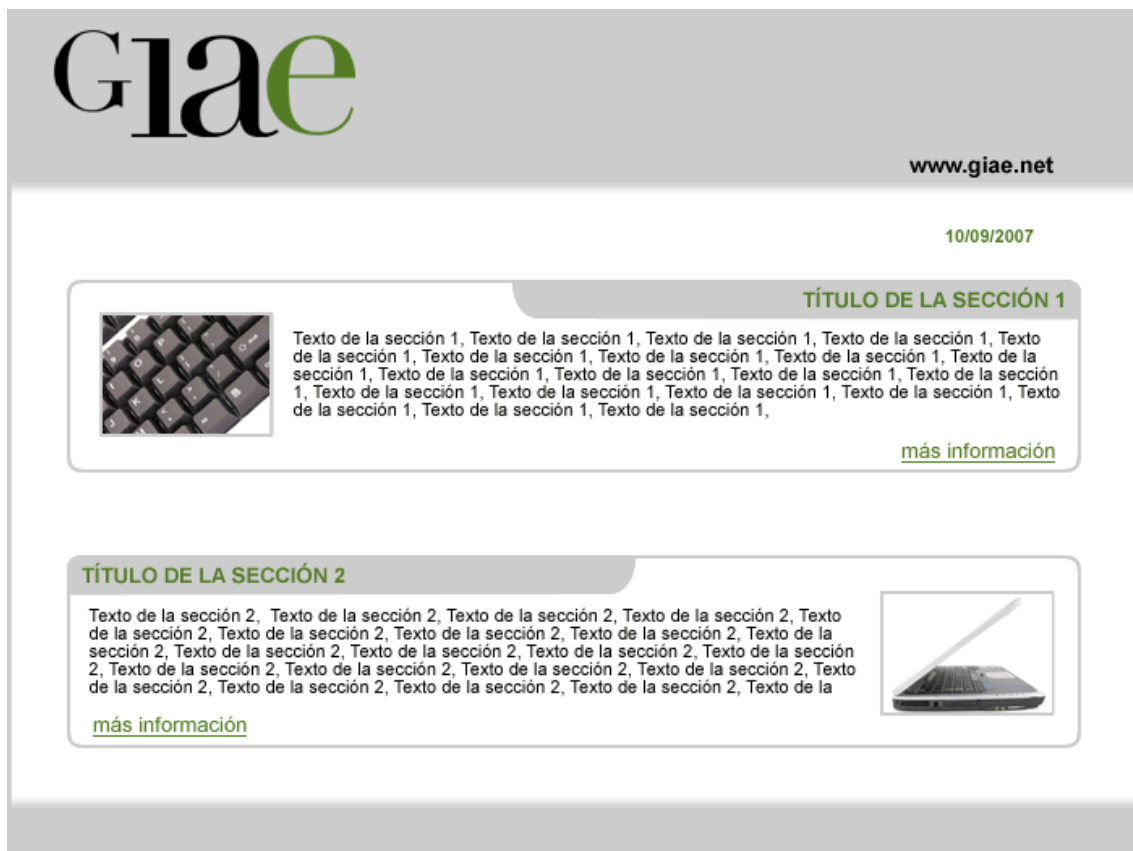 Giae
www.giae.net
10/09/2007
TÍTULO DE LA SECCIÓN 1
Texto de la sección 1, Texto de la sección 1, Texto de la sección 1, Texto de la sección 1, Texto
de la sección 1, Texto de la sección 1, Texto de la sección 1, Texto de la sección 1, Texto de la
sección 1, Texto de la sección 1, Texto de la sección 1, Texto de la sección 1, Texto de la sección
1, Texto de la sección 1, Texto de la sección 1, Texto de la sección 1, Texto de la sección 1, Texto
de la sección 1, Texto de la sección 1, Texto de la sección 1,
más información
TÍTULO DE LA SECCIÓN 2
Texto de la sección 2,  Texto de la sección 2, Texto de la sección 2, Texto de la sección 2, Texto
de la sección 2, Texto de la sección 2, Texto de la sección 2, Texto de la sección 2, Texto de la
sección 2, Texto de la sección 2, Texto de la sección 2, Texto de la sección 2, Texto de la sección
2, Texto de la sección 2, Texto de la sección 2, Texto de la sección 2, Texto de la sección 2, Texto
de la sección 2, Texto de la sección 2, Texto de la sección 2, Texto de la sección 2, Texto de la
más información